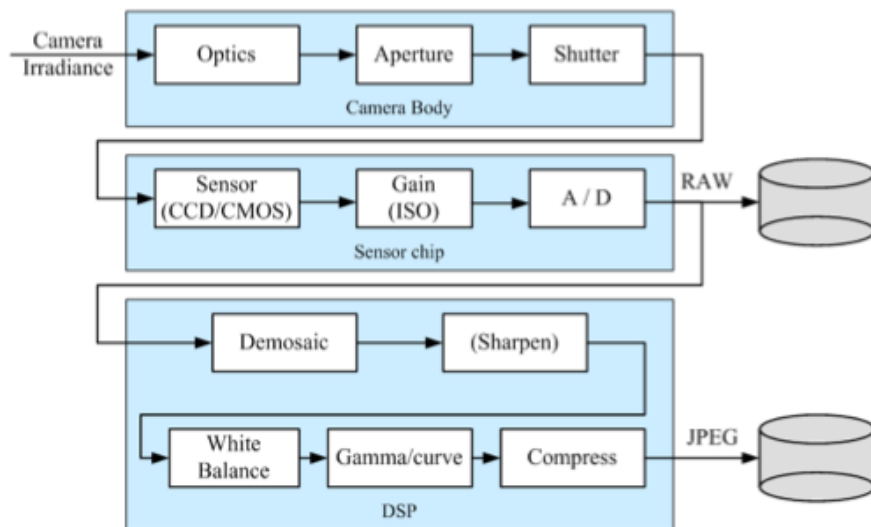 Camera
Irradiance
Optics
Aperture
Shutter
Camera Body
Sensor
(CCD/CMOS)
Gain
(ISO)
A / D
RAW
Sensor chip
Demosaic
(Sharpen)
White
Balance
Gamma/curve
Compress
JPEG
DSP